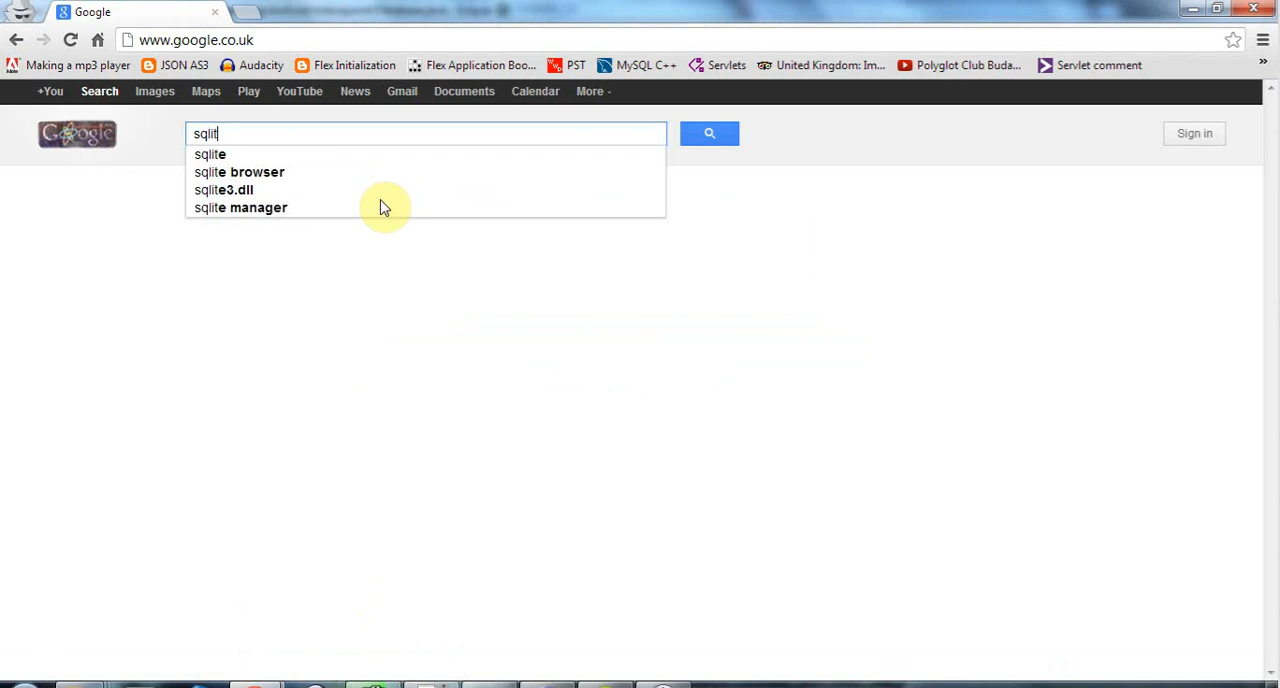 Google
www.google.co.uk
Making a mp3 player JSON AS3 Audacity Flex Initialization Flex Application Boo... PST MySQL C++ Servlets United Kingdom: Im... Polyglot Club Buda... Servlet comment »
+You Search Images Maps Play YouTube News Gmail Documents Calendar More
Google sqlit Sign in
sqlite
sqlite browser
sqlite3.dll
sqlite manager